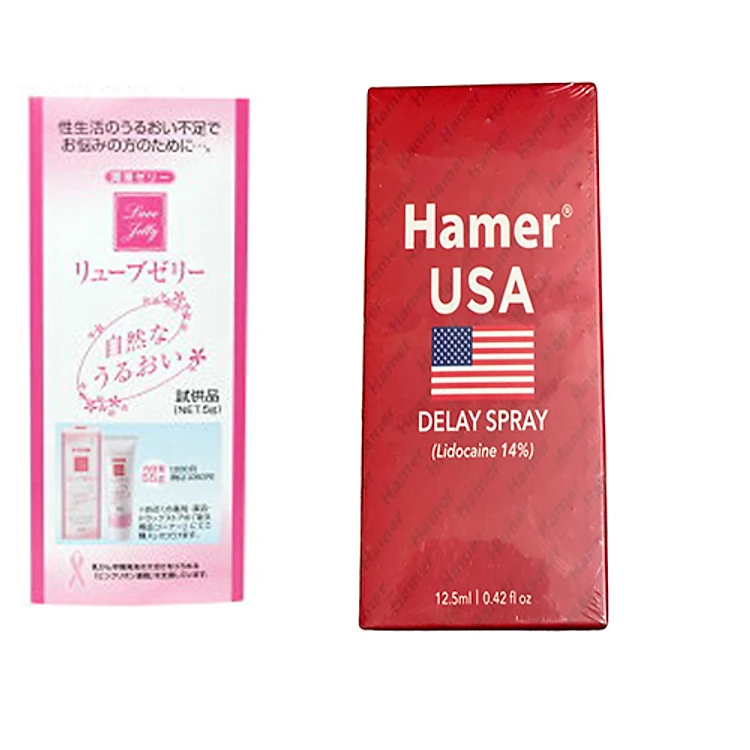 性生活のうるおい不足で
お悩みの方のために…。
潤滑ゼリー
Luve
Jelly
リューブゼリー
自然な
うるおい
試供品
(NET.5g)
Hamer®
USA
DELAY SPRAY
(Lidocaine 14%)
12.5ml | 0.42 fl oz